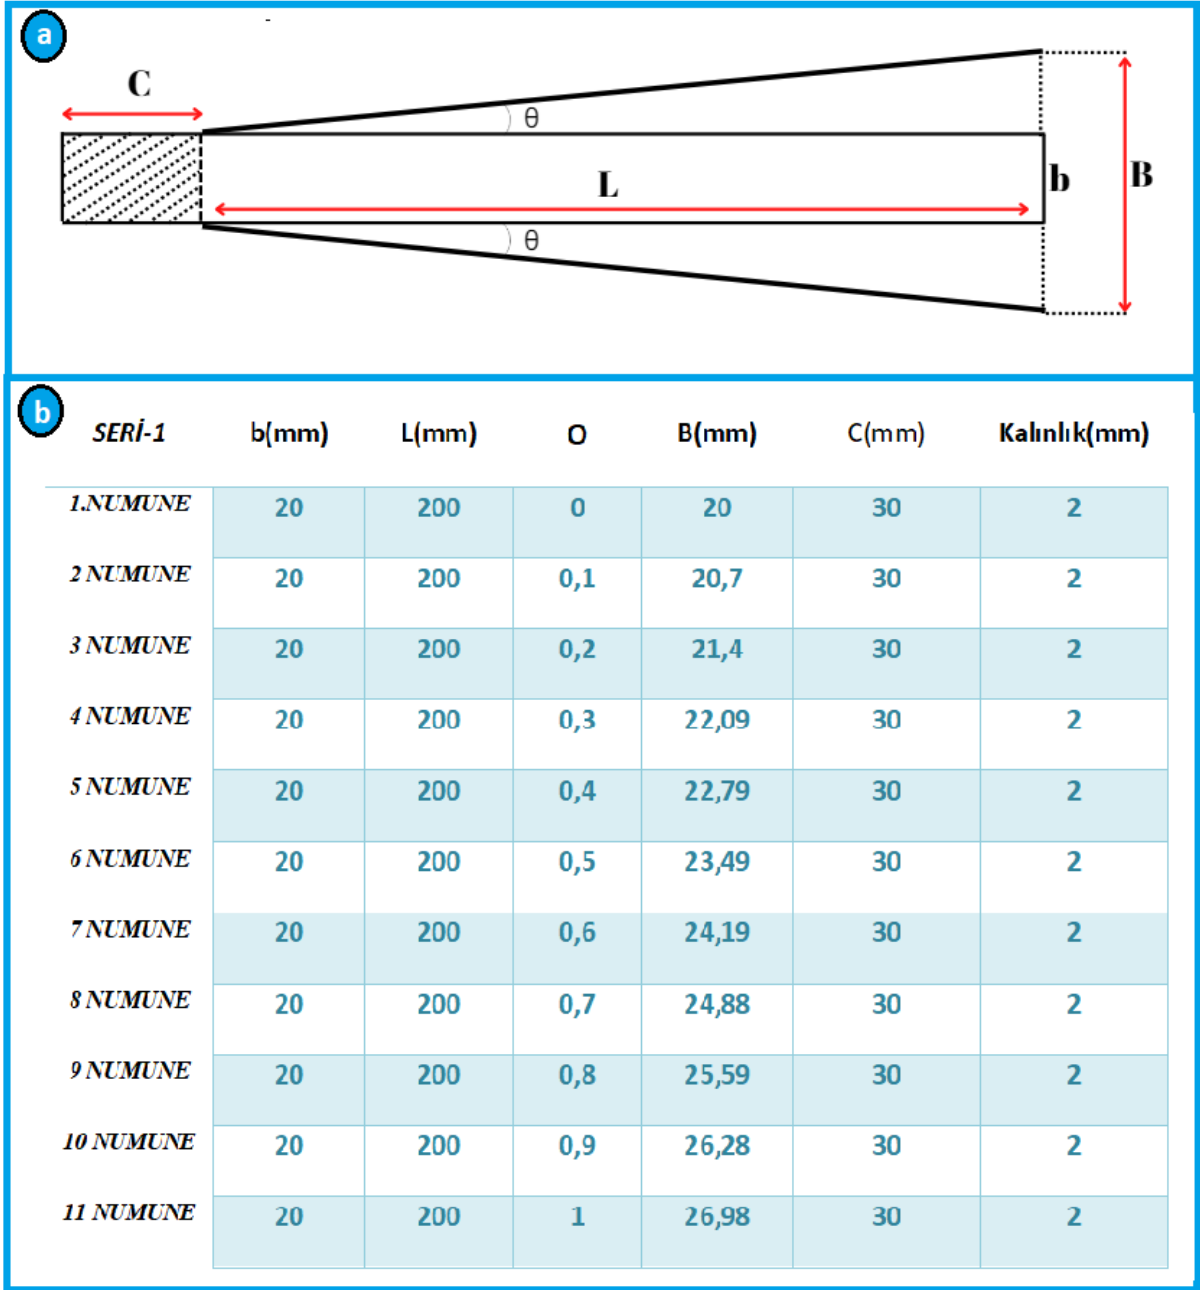 a
C
θ
L
b
B
θ
b
SERİ-1 b(mm) L(mm) O B(mm) C(mm) Kalınlık(mm)
1.NUMUNE 20 200 0 20 30 2
2 NUMUNE 20 200 0,1 20,7 30 2
3 NUMUNE 20 200 0,2 21,4 30 2
4 NUMUNE 20 200 0,3 22,09 30 2
5 NUMUNE 20 200 0,4 22,79 30 2
6 NUMUNE 20 200 0,5 23,49 30 2
7 NUMUNE 20 200 0,6 24,19 30 2
8 NUMUNE 20 200 0,7 24,88 30 2
9 NUMUNE 20 200 0,8 25,59 30 2
10 NUMUNE 20 200 0,9 26,28 30 2
11 NUMUNE 20 200 1 26,98 30 2